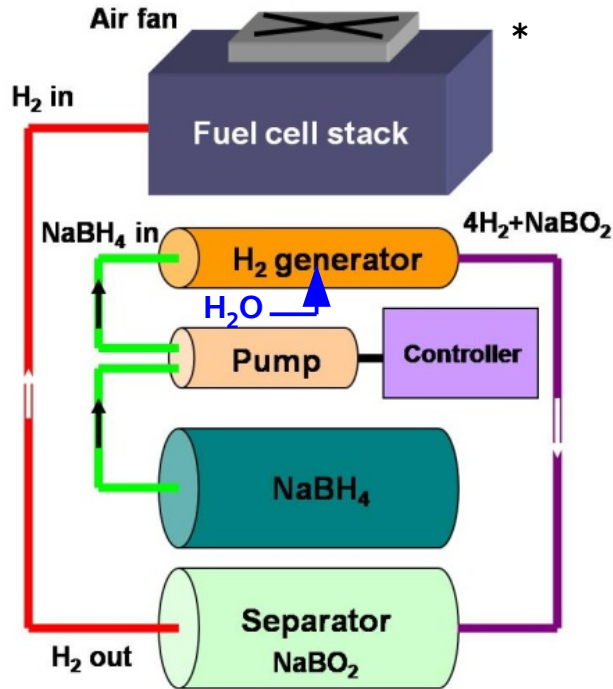 Air fan
*
H₂ in
Fuel cell stack
NaBH₄ in
4H₂+NaBO₂
H₂ generator
H₂O
Pump
Controller
NaBH₄
Separator
NaBO₂
H₂ out